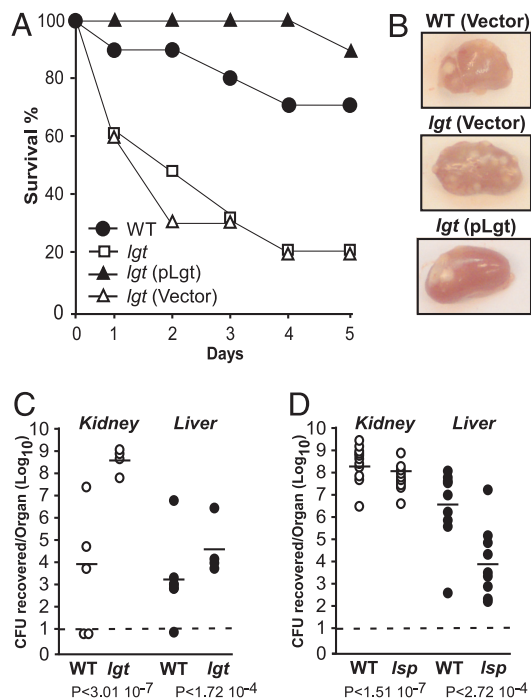 A
Survival %
100
80
60
40
20
0
WT
lgt
lgt (pLgt)
lgt (Vector)
0 1 2 3 4 5
Days
B
WT (Vector)
lgt (Vector)
lgt (pLgt)
C
Kidney Liver
CFU recovered/Organ (Log10)
10
9
8
7
6
5
4
3
2
1
0
WT lgt WT lgt
P<3.01 10-7 P<1.72 10-4
D
Kidney Liver
CFU recovered/Organ (Log10)
10
9
8
7
6
5
4
3
2
1
0
WT lsp WT lsp
P<1.51 10-7 P<2.72 10-4